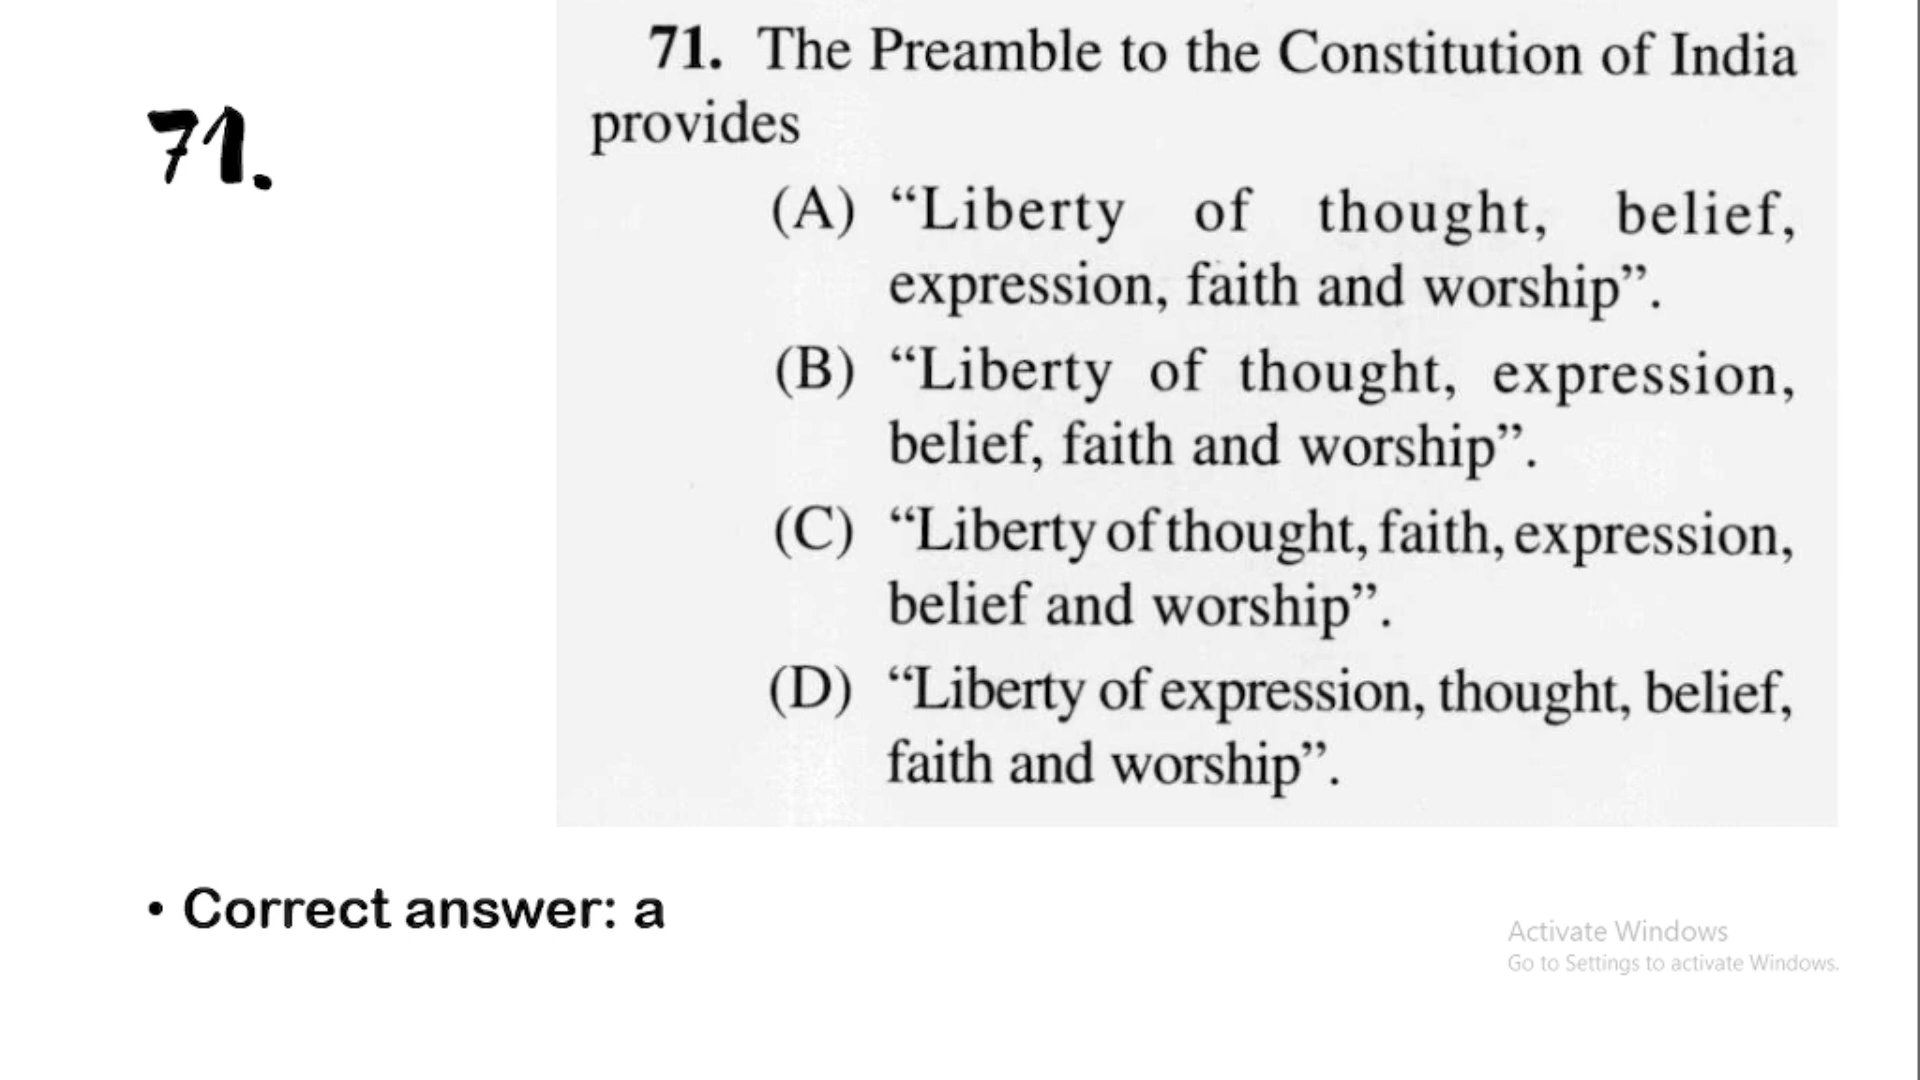 71.
71. The Preamble to the Constitution of India
provides
(A) “Liberty of thought, belief,
expression, faith and worship”.
(B) “Liberty of thought, expression,
belief, faith and worship”.
(C) “Liberty of thought, faith, expression,
belief and worship”.
(D) “Liberty of expression, thought, belief,
faith and worship”.
• Correct answer: a
Activate Windows
Go to Settings to activate Windows.